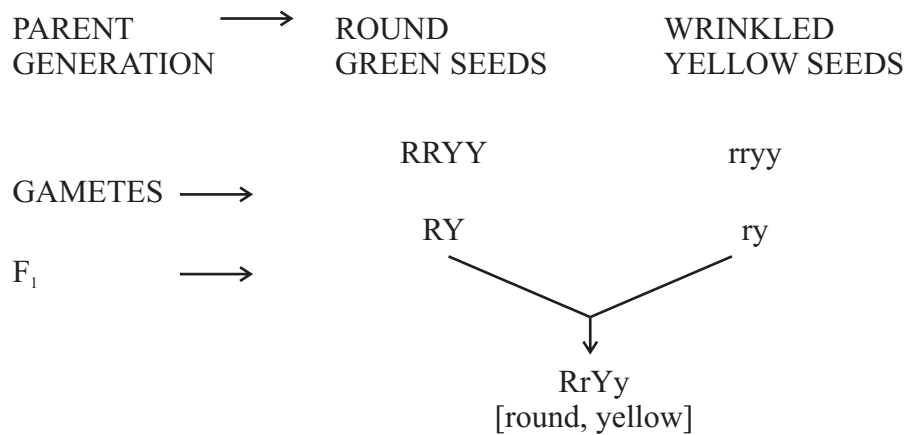 PARENT GENERATION
ROUND GREEN SEEDS
WRINKLED YELLOW SEEDS
RRYY rryy
GAMETES
RY ry
F1
RrYy
[round, yellow]